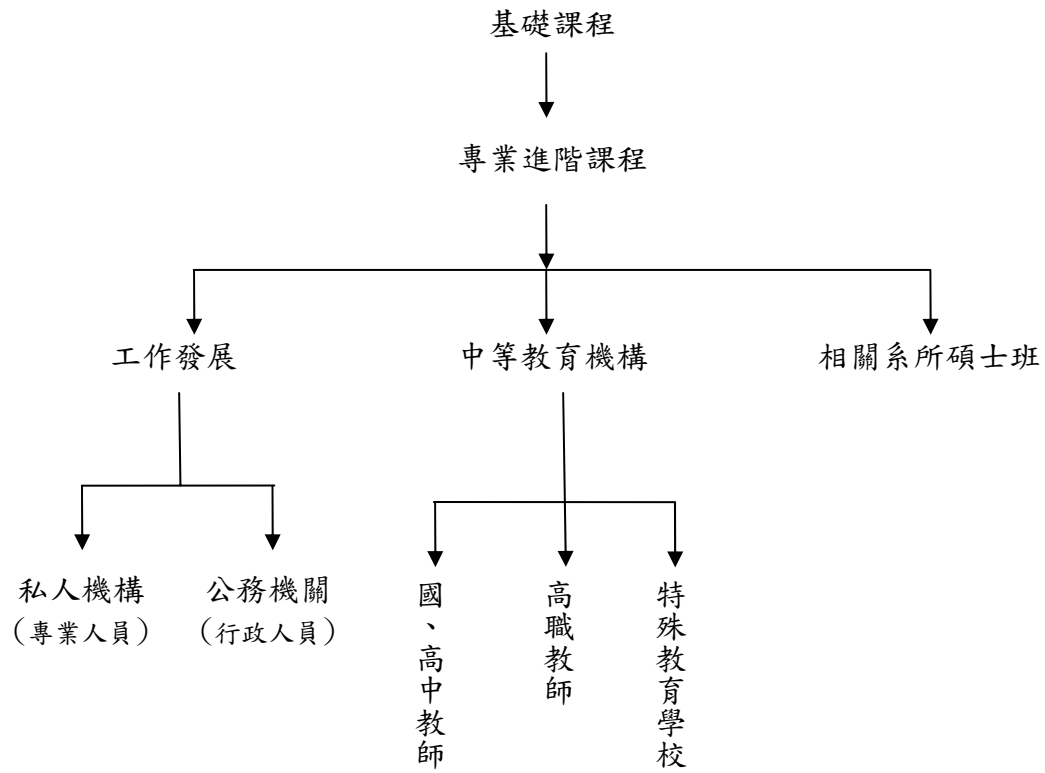 基礎課程
專業進階課程
工作發展
中等教育機構
相關系所碩士班
私人機構
(專業人員)
公務機關
(行政人員)
國、高中教師
高職教師
特殊教育學校